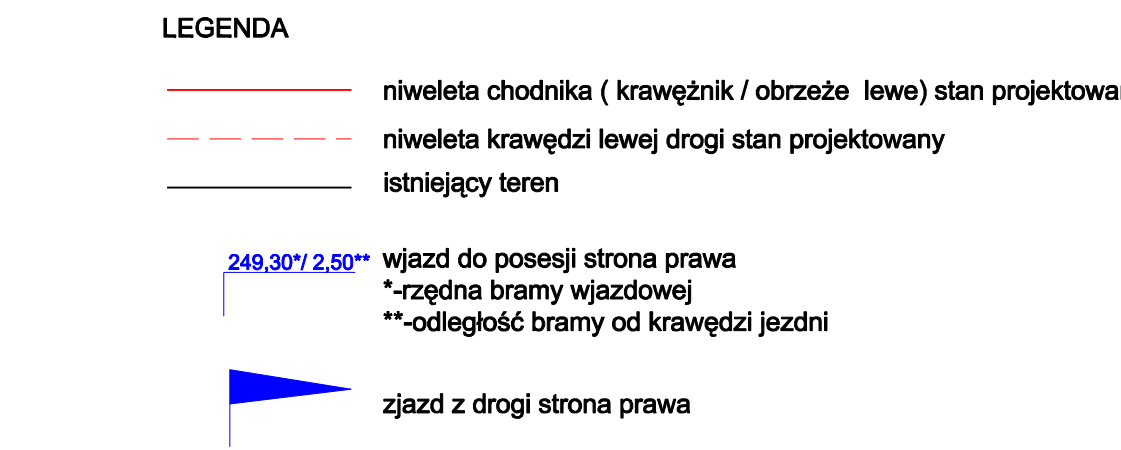 LEGENDA
niweleta chodnika ( krawężnik / obrzeże lewe) stan
niweleta krawędzi lewej drogi stan projektowany
istniejący teren
249,30*/ 2,50** wjazd do posesji strona prawa
*-rzędna bramy wjazdowej
**-odległość bramy od krawędzi jezdni
zjazd z drogi strona prawa